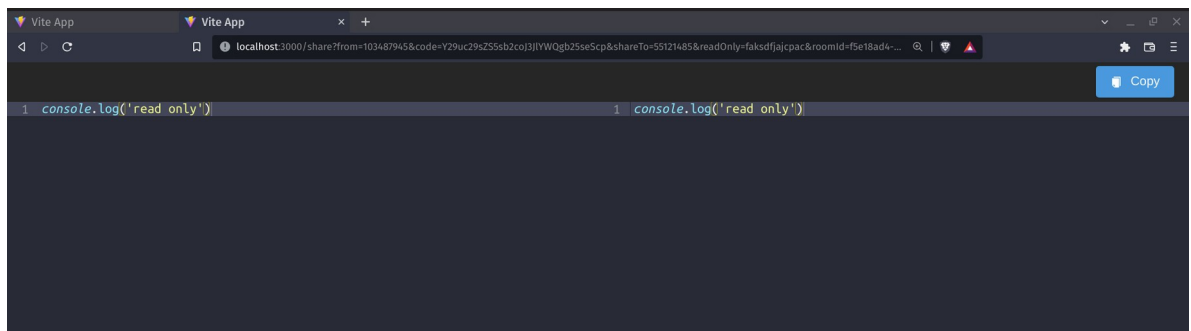 Vite App
Vite App
localhost:3000/share?from=103487945&code=Y29uc29sZS5sb2coJ3JlYWQgb25seScp&shareTo=55121485&readOnly=faksdfjajcpac&roomId=f5e18ad4-...
Copy
1 console.log('read only')
1 console.log('read only')